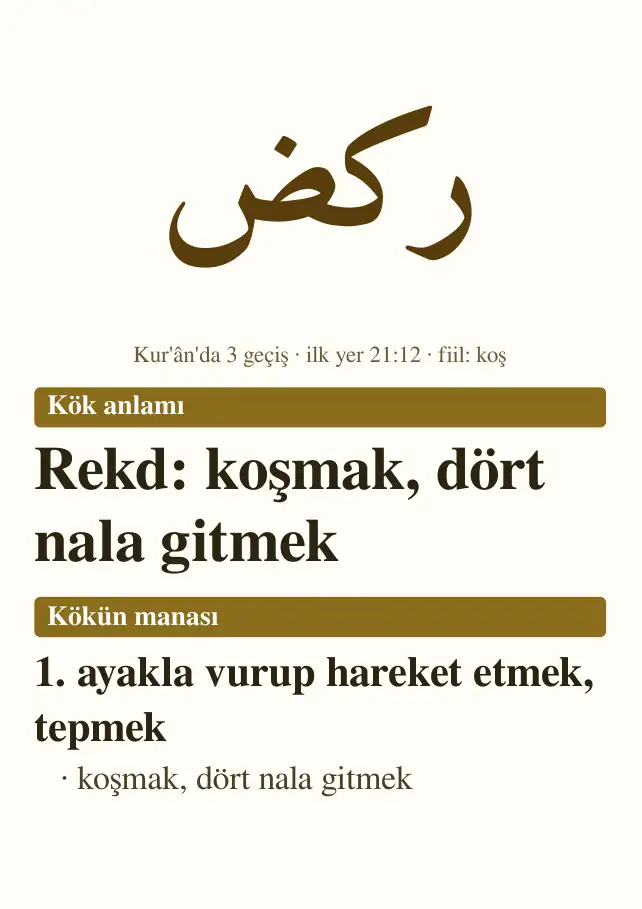 ركض
Kur'ân'da 3 geçiş · ilk yer 21:12 · fiil: koş
Kök anlamı
Rekd: koşmak, dört
nala gitmek
Kökün manası
1. ayakla vurup hareket etmek,
tepmek
· koşmak, dört nala gitmek